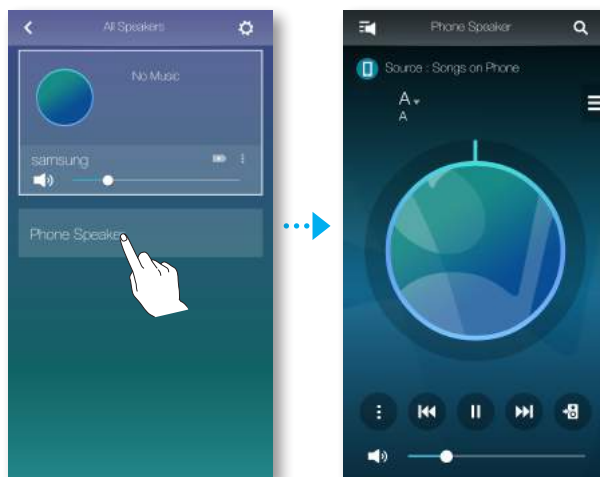 All Speakers
No Music
samsung
Phone Speaker
Phone Speaker
Source : Songs on Phone
A
A